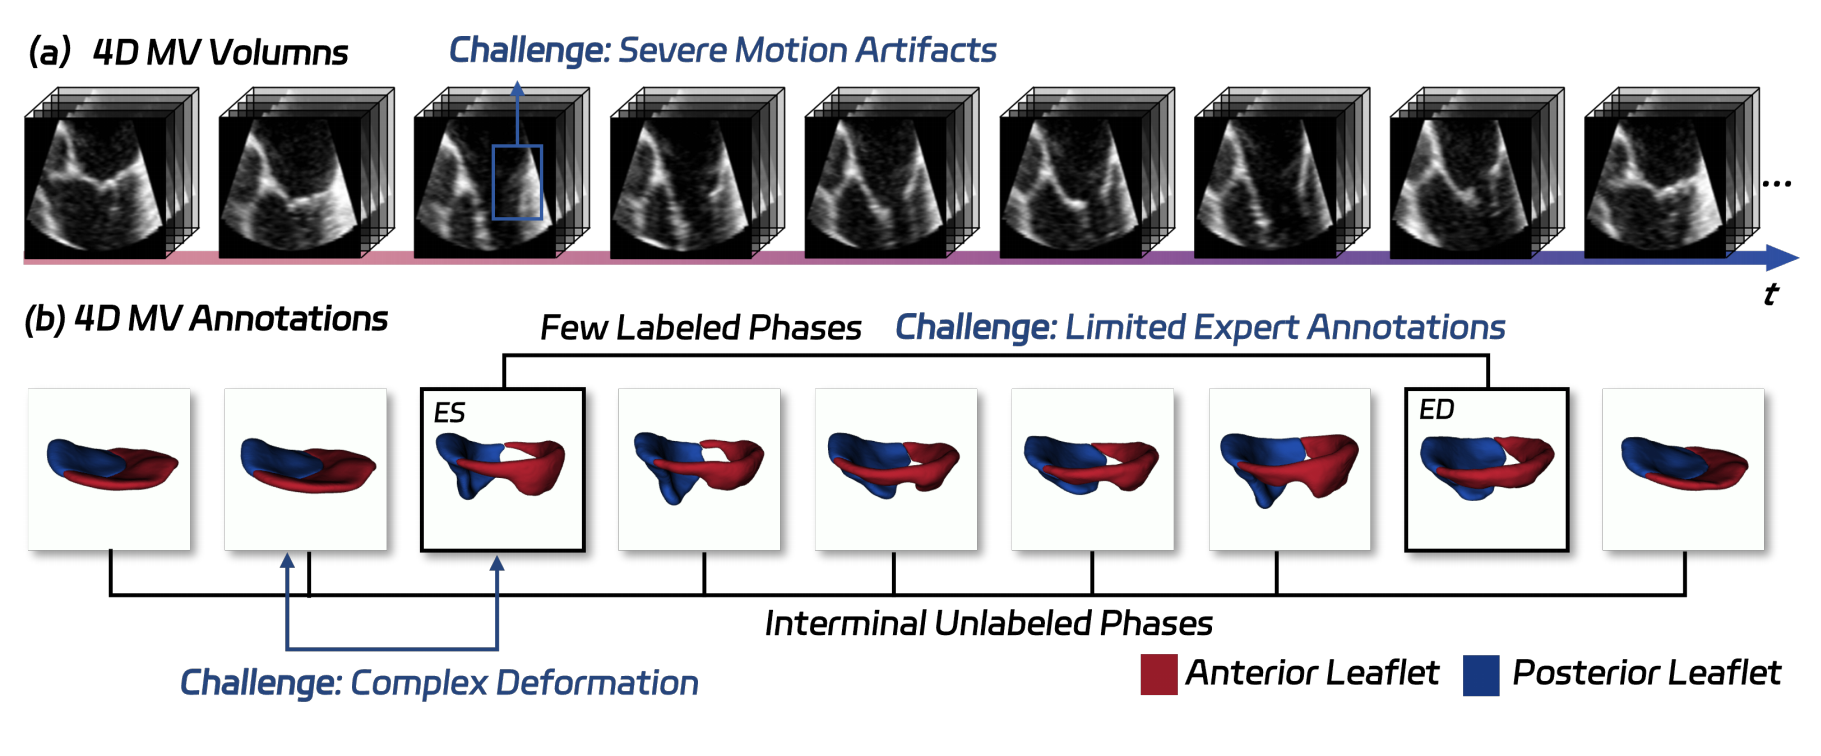 (a) 4D MV Volumns
Challenge: Severe Motion Artifacts
...
t
(b) 4D MV Annotations
Few Labeled Phases
Challenge: Limited Expert Annotations
ES
ED
Interminal Unlabeled Phases
Challenge: Complex Deformation
Anterior Leaflet
Posterior Leaflet